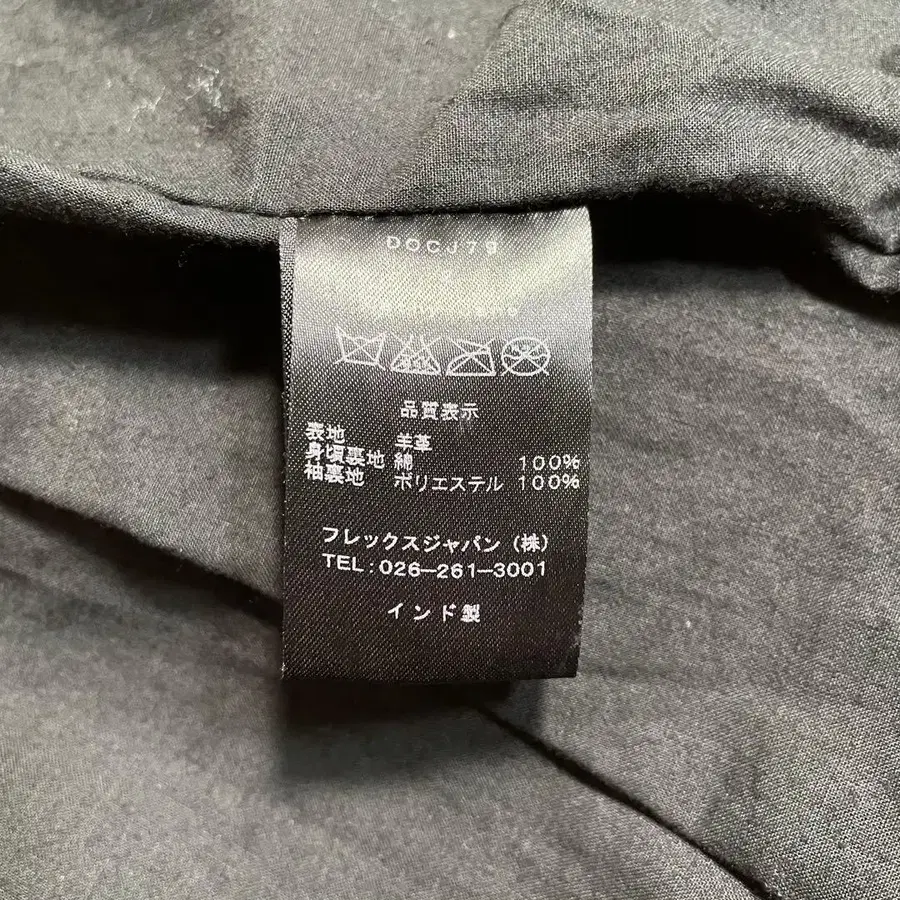 DOCJ79
品質表示
表地 羊革
身頃裏地 綿 100%
袖裏地 ポリエステル 100%
フレックスジャパン(株)
TEL:026-261-3001
インド製